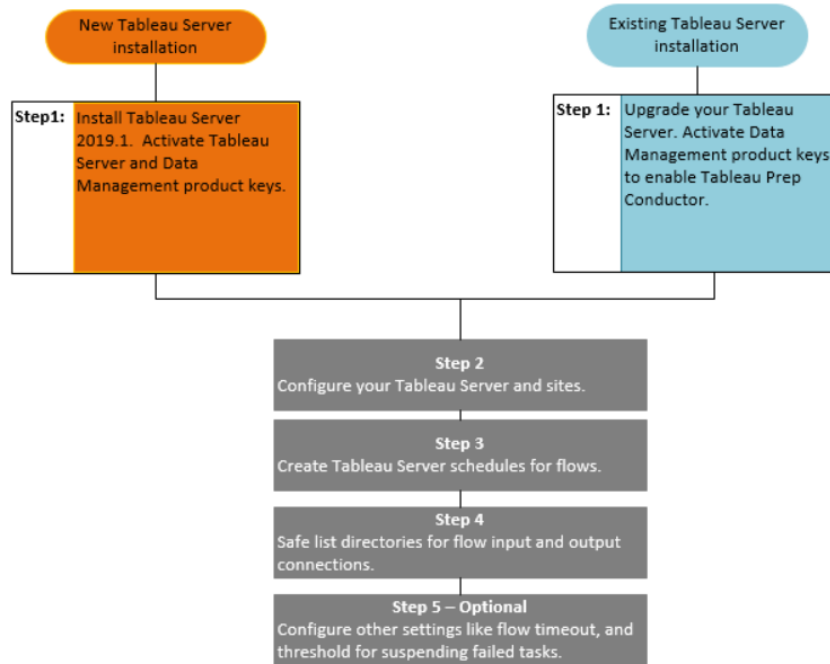 New Tableau Server
installation
Existing Tableau Server
installation
Step1:
Install Tableau Server
2019.1.  Activate Tableau
Server and Data
Management product keys.
Step 1:
Upgrade your Tableau
Server. Activate Data
Management product keys
to enable Tableau Prep
Conductor.
Step 2
Configure your Tableau Server and sites.
Step 3
Create Tableau Server schedules for flows.
Step 4
Safe list directories for flow input and output
connections.
Step 5 – Optional
Configure other settings like flow timeout, and
threshold for suspending failed tasks.